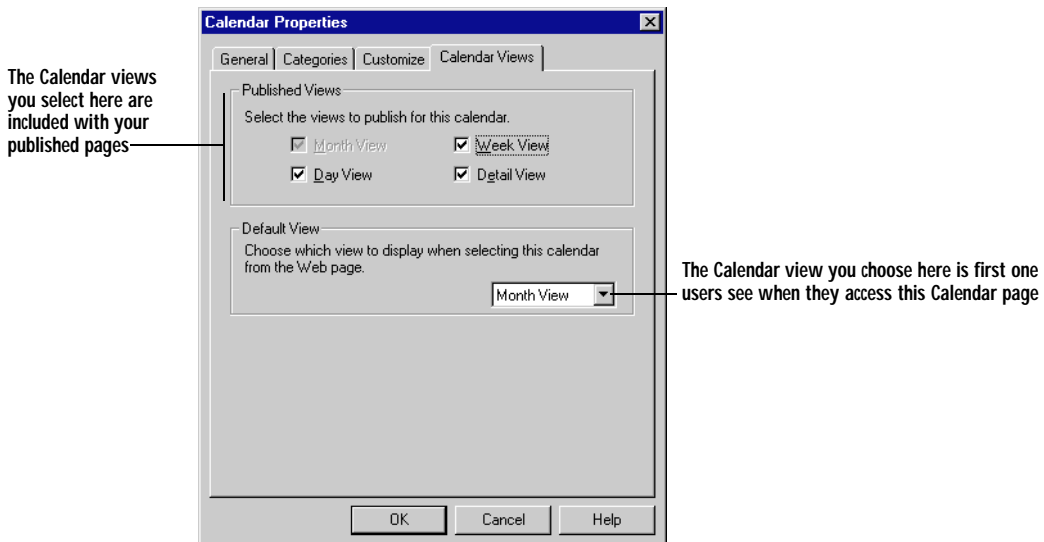 Calendar Properties
General Categories Customize Calendar Views
The Calendar views
you select here are
included with your
published pages
Published Views
Select the views to publish for this calendar.
Month View Week View
Day View Detail View
Default View
Choose which view to display when selecting this calendar
from the Web page.
Month View
The Calendar view you choose here is first one
users see when they access this Calendar page
OK Cancel Help